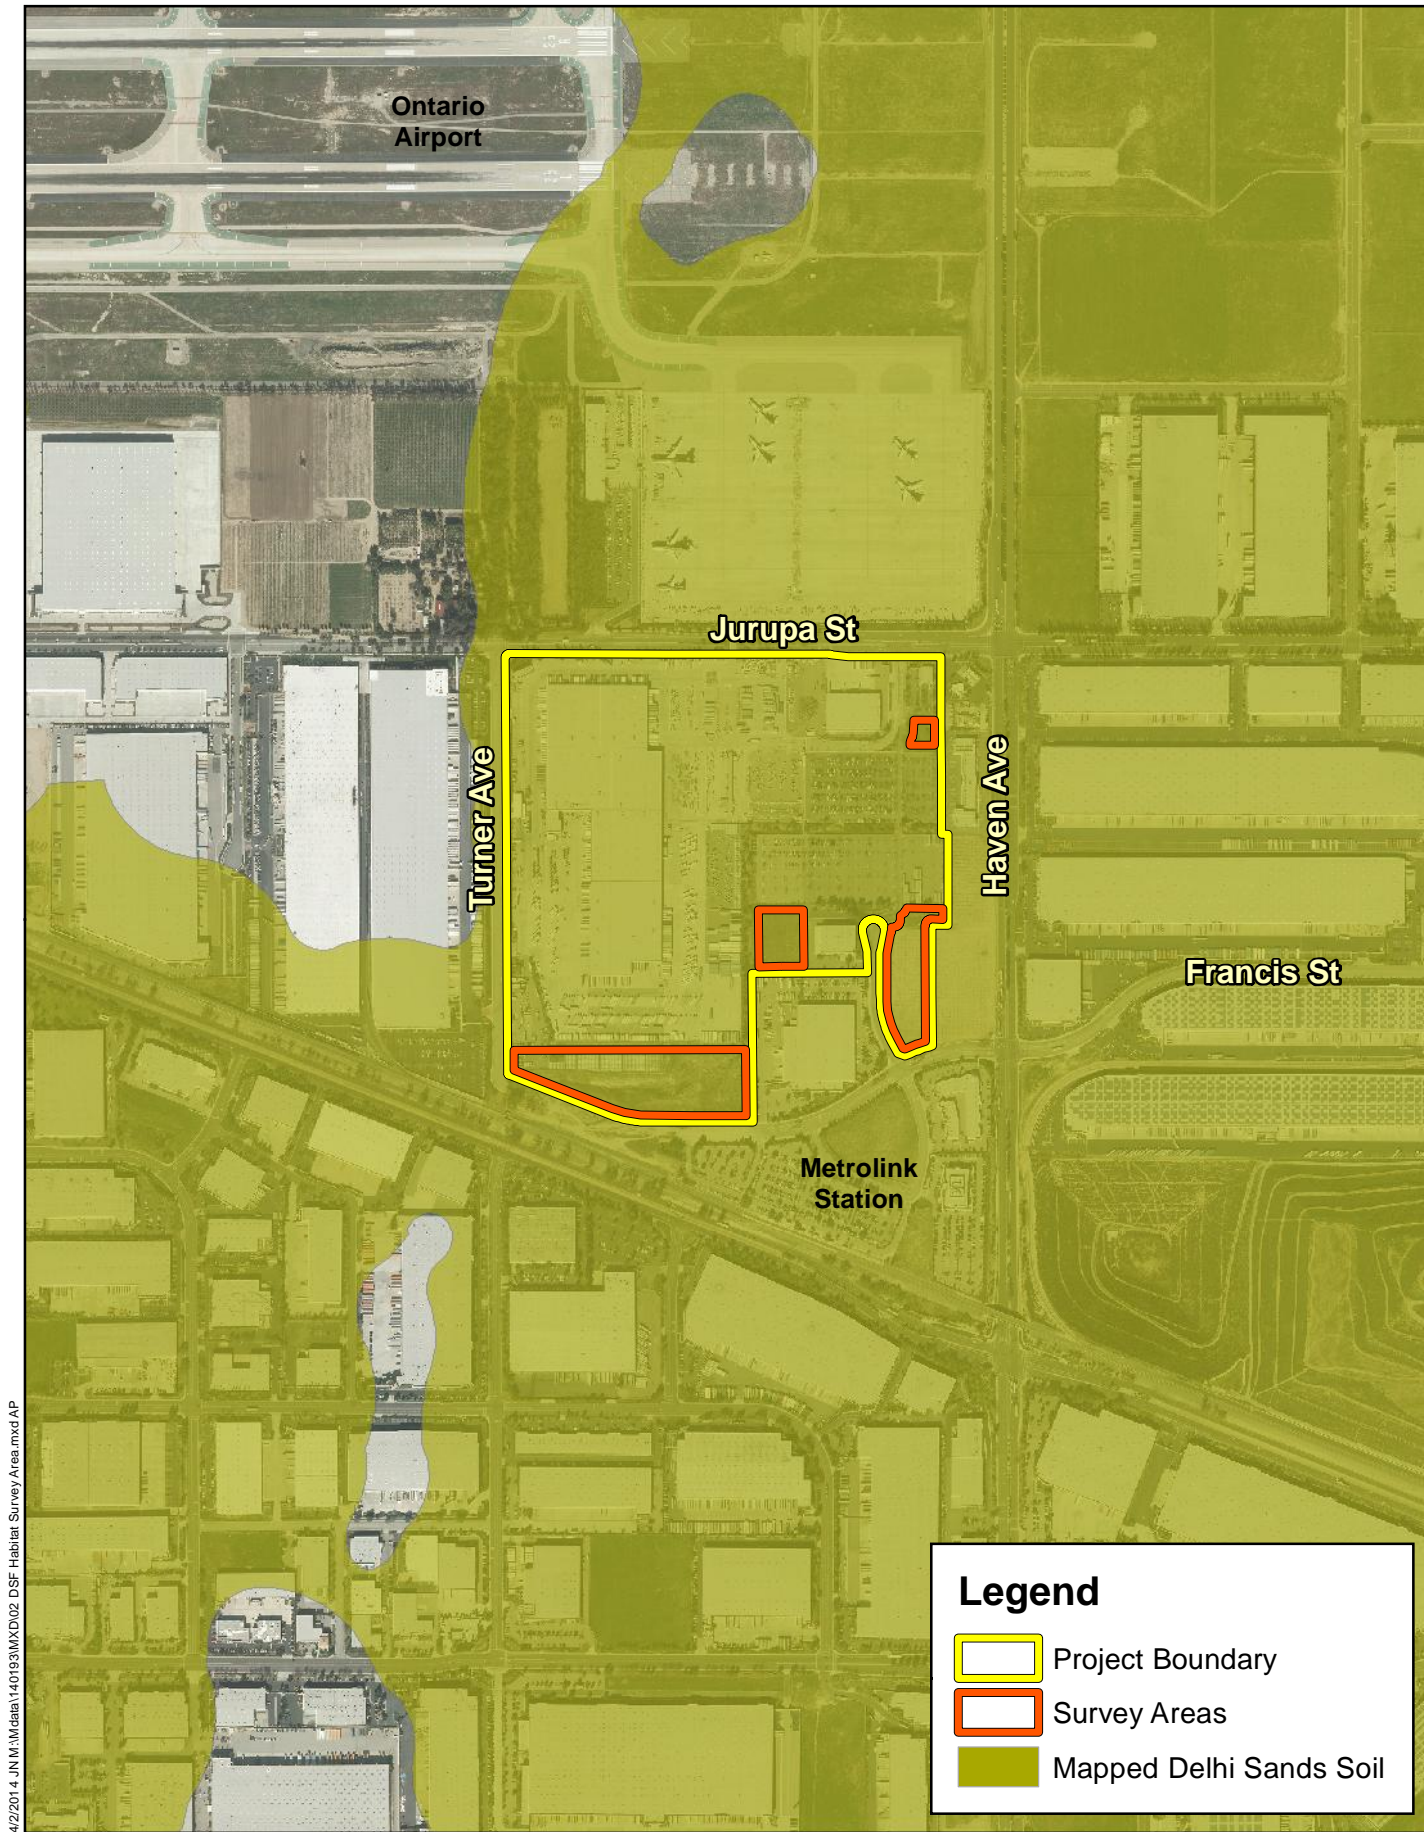 Ontario
Airport
Jurupa St
Turner Ave
Haven Ave
Francis St
Metrolink
Station
Legend
Project Boundary
Survey Areas
Mapped Delhi Sands Soil
4/2/2014 JN M:\Mdata\140193\MXD\02 DSF Habitat Survey Area.mxd AP